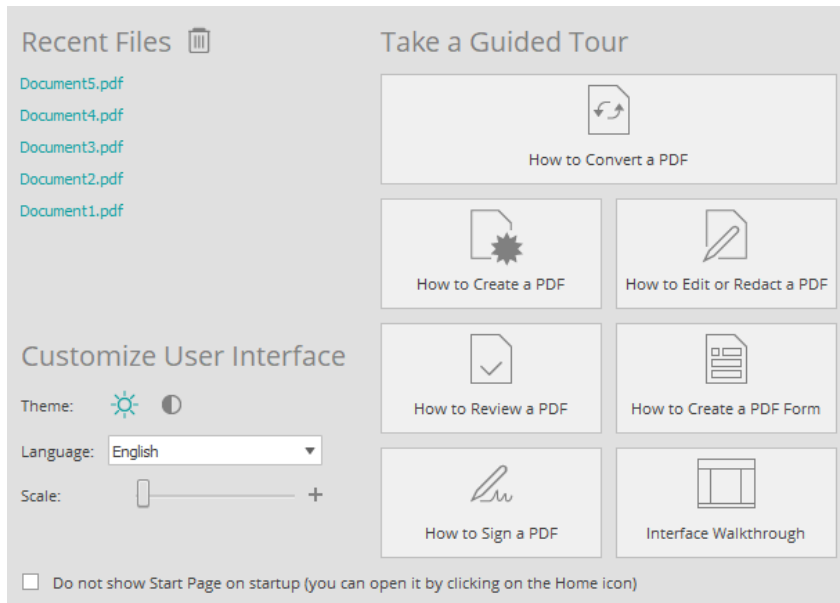 Recent Files
Document5.pdf
Document4.pdf
Document3.pdf
Document2.pdf
Document1.pdf
Customize User Interface
Theme:
Language: English
Scale:
Take a Guided Tour
How to Convert a PDF
How to Create a PDF
How to Edit or Redact a PDF
How to Review a PDF
How to Create a PDF Form
How to Sign a PDF
Interface Walkthrough
Do not show Start Page on startup (you can open it by clicking on the Home icon)